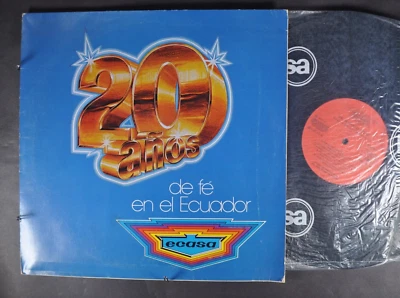 20
años
de fé
en el Ecuador
ecasa
sa
sa